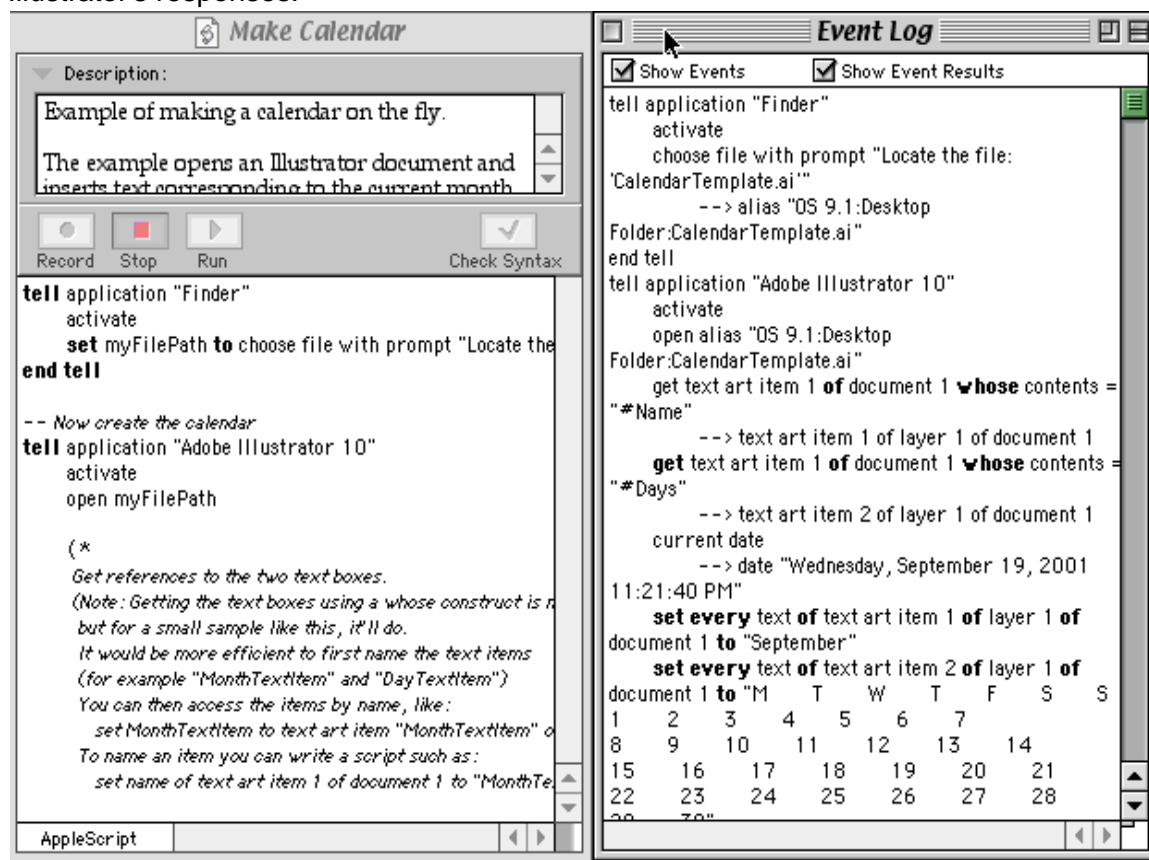 Illustrator's responses.
Make Calendar
Description:
Example of making a calendar on the fly.
The example opens an Illustrator document and
inserts text corresponding to the current month
Record Stop Run Check Syntax
tell application "Finder"
activate
set myFilePath to choose file with prompt "Locate the
end tell
-- Now create the calendar
tell application "Adobe Illustrator 10"
activate
open myFilePath
(*
Get references to the two text boxes.
(Note: Getting the text boxes using a whose construct is
but for a small sample like this, it'll do.
It would be more efficient to first name the text items
(for example "MonthTextItem" and "DayTextItem")
You can then access the items by name, like:
set MonthTextItem to text art item "MonthTextItem" o
To name an item you can write a script such as:
set name of text art item 1 of document 1 to "MonthTe
AppleScript
Event Log
Show Events Show Event Results
tell application "Finder"
activate
choose file with prompt "Locate the file:
'CalendarTemplate.ai'"
--> alias "OS 9.1:Desktop
Folder:CalendarTemplate.ai"
end tell
tell application "Adobe Illustrator 10"
activate
open alias "OS 9.1:Desktop
Folder:CalendarTemplate.ai"
get text art item 1 of document 1 whose contents =
"#Name"
--> text art item 1 of layer 1 of document 1
get text art item 1 of document 1 whose contents =
"#Days"
--> text art item 2 of layer 1 of document 1
current date
--> date "Wednesday, September 19, 2001
11:21:40 PM"
set every text of text art item 1 of layer 1 of
document 1 to "September"
set every text of text art item 2 of layer 1 of
document 1 to "M T W T F S S
1 2 3 4 5 6 7
8 9 10 11 12 13 14
15 16 17 18 19 20 21
22 23 24 25 26 27 28
29 30"